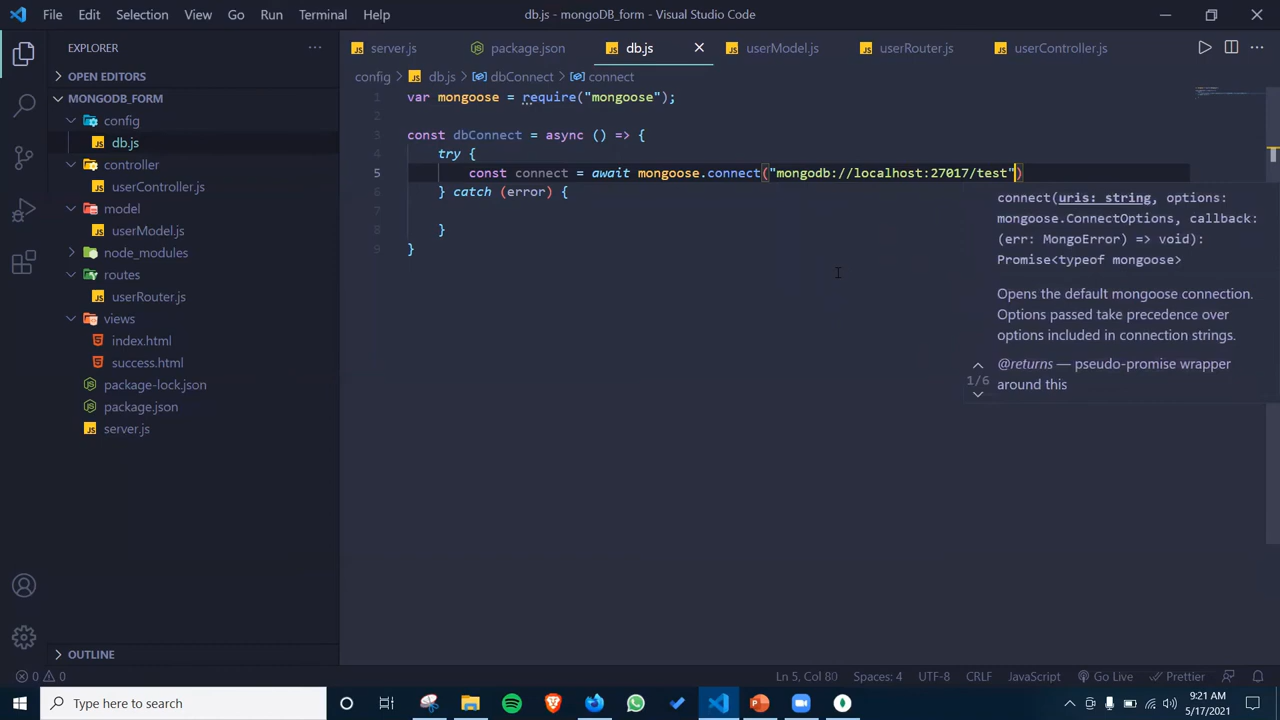 File Edit Selection View Go Run Terminal Help db.js - mongoDB_form - Visual Studio Code
EXPLORER
OPEN EDITORS
MONGODB_FORM
config
db.js
controller
userController.js
model
userModel.js
node_modules
routes
userRouter.js
views
index.html
success.html
package-lock.json
package.json
server.js
OUTLINE
server.js package.json db.js userModel.js userRouter.js userController.js
config > db.js > dbConnect > connect
1 var mongoose = require("mongoose");
2
3 const dbConnect = async () => {
4 try {
5 const connect = await mongoose.connect("mongodb://localhost:27017/test")
6 } catch (error) {
7
8 }
9 }
connect(uris: string, options:
mongoose.ConnectOptions, callback:
(err: MongoError) => void):
Promise<typeof mongoose>
Opens the default mongoose connection.
Options passed take precedence over
options included in connection strings.
1/6
@returns — pseudo-promise wrapper
around this
0 0 Ln 5, Col 80 Spaces: 4 UTF-8 CRLF JavaScript Go Live Prettier
Type here to search
9:21 AM
5/17/2021